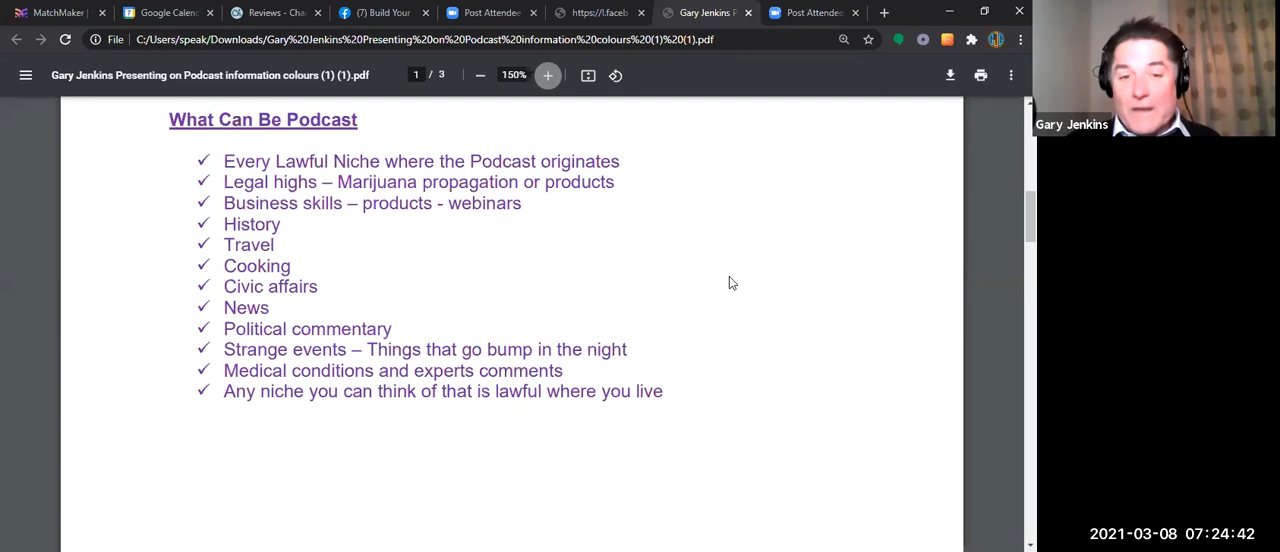 MatchMaker |
Google Calen
Reviews - Cha
(7) Build Your
Post Attendee
https://l.faceb
Gary Jenkins P
Post Attendee
File
C:/Users/speak/Downloads/Gary%20Jenkins%20Presenting%20on%20Podcast%20information%20colours%20(1)%20(1).pdf
Gary Jenkins Presenting on Podcast information colours (1) (1).pdf
1 / 3
150%
Gary Jenkins
What Can Be Podcast
✓ Every Lawful Niche where the Podcast originates
✓ Legal highs – Marijuana propagation or products
✓ Business skills – products - webinars
✓ History
✓ Travel
✓ Cooking
✓ Civic affairs
✓ News
✓ Political commentary
✓ Strange events – Things that go bump in the night
✓ Medical conditions and experts comments
✓ Any niche you can think of that is lawful where you live
2021-03-08 07:24:42